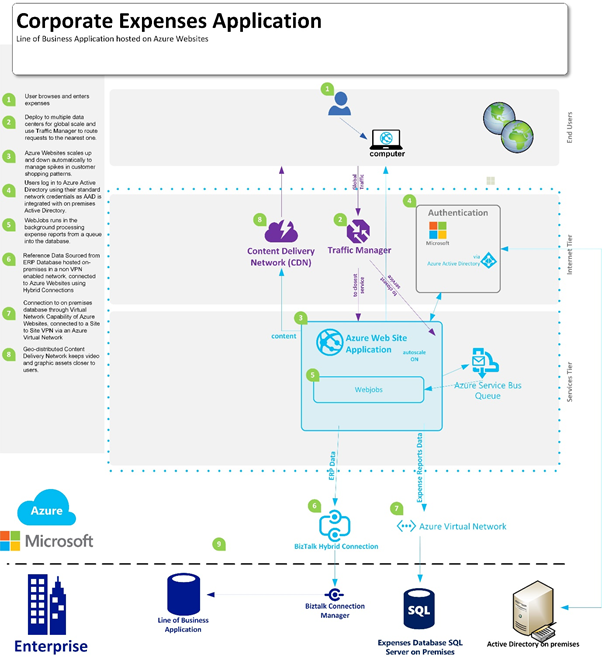 Corporate Expenses Application
Line of Business Application hosted on Azure Websites
1
User browses and enters
expenses
2
Deploy to multiple data
centers for global scale and
use Traffic Manager to route
requests to the nearest one.
3
Azure Websites scales up
and down automatically to
manage spikes in customer
shopping patterns.
4
Users log in to Azure Active
Directory using their standard
network credentials as AAD is
integrated with on premises
Active Directory.
5
WebJobs runs in the
background processing
expense reports from a queue
into the database.
6
Reference Data Sourced from
ERP Database hosted on-
premises in a non VPN
enabled network, connected
to Azure Websites using
Hybrid Connections
7
Connection to on premises
database through Virtual
Network Capability of Azure
Websites, connected to a Site
to Site VPN via an Azure
Virtual Network
8
Geo-distributed Content
Delivery Network keeps video
and graphic assets closer to
users.
1
computer
End Users
global
traffic
8
Content Delivery
Network (CDN)
2
Traffic Manager
4
Authentication
Microsoft
via
Azure Active Directory
Internet Tier
to closest
service
to closest
service
content
3
Azure Web Site
Application
autoscale
ON
5
Webjobs
Azure Service Bus
Queue
Services Tier
ERP Data
Expense Reports Data
6
BizTalk Hybrid Connection
7
Azure Virtual Network
Azure
Microsoft
9
Enterprise
Line of Business
Application
Biztalk Connection
Manager
SQL
Expenses Database SQL
Server on Premises
Active Directory on premises